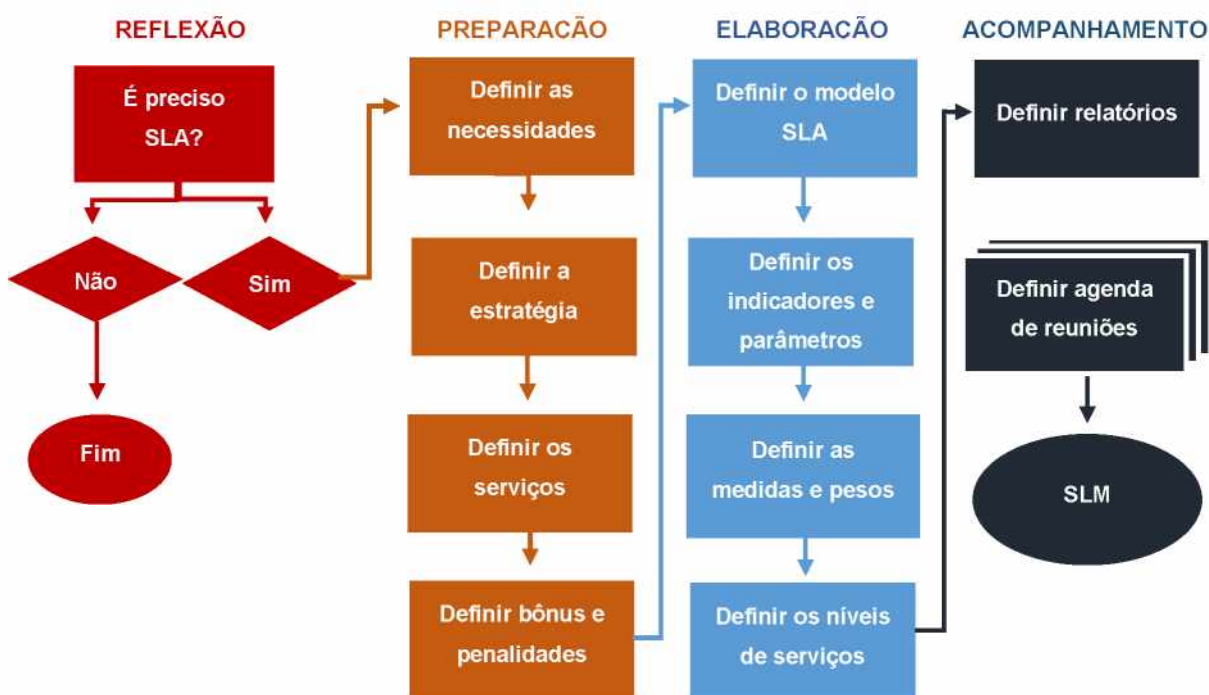 REFLEXÃO
É preciso
SLA?
Não
Sim
Fim
PREPARAÇÃO
Definir as
necessidades
Definir a
estratégia
Definir os
serviços
Definir bônus e
penalidades
ELABORAÇÃO
Definir o modelo
SLA
Definir os
indicadores e
parâmetros
Definir as
medidas e pesos
Definir os níveis
de serviços
ACOMPANHAMENTO
Definir relatórios
Definir agenda
de reuniões
SLM